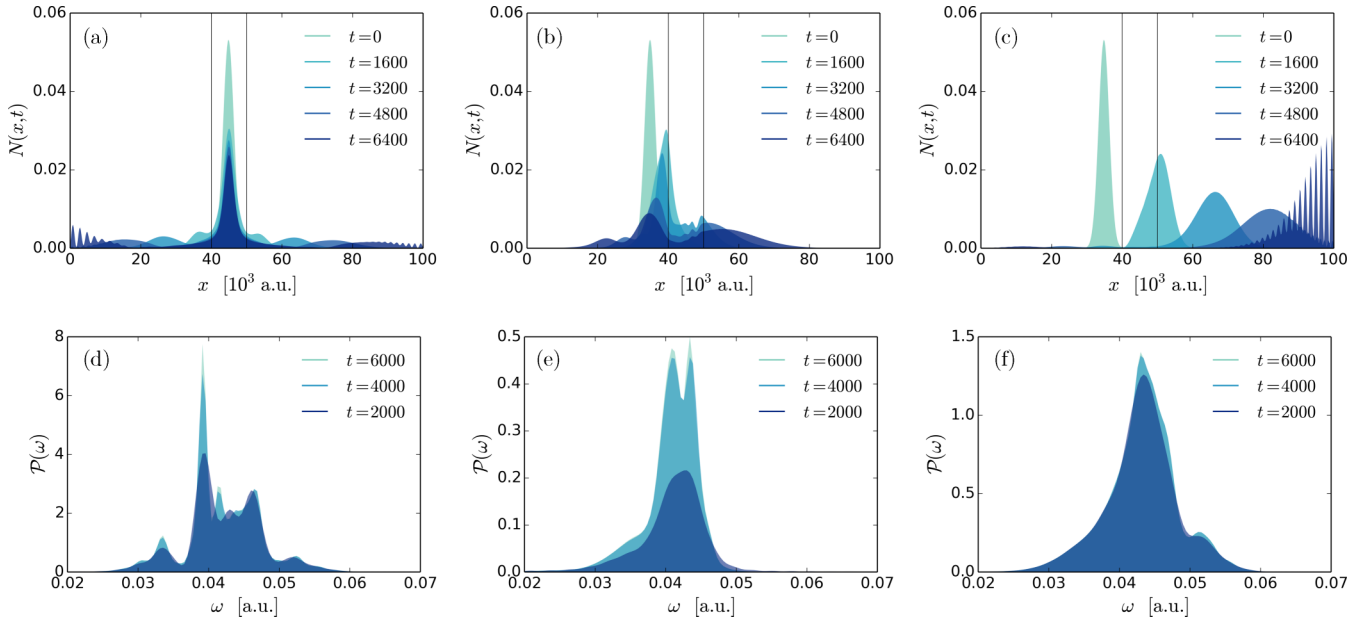 (a)
t=0
t=1600
t=3200
t=4800
t=6400
N(x,t)
0.06
0.04
0.02
0.00
0 20 40 60 80 100
x [10³ a.u.]
(b)
t=0
t=1600
t=3200
t=4800
t=6400
N(x,t)
0.06
0.04
0.02
0.00
0 20 40 60 80 100
x [10³ a.u.]
(c)
t=0
t=1600
t=3200
t=4800
t=6400
N(x,t)
0.06
0.04
0.02
0.00
0 20 40 60 80 100
x [10³ a.u.]
(d)
t=6000
t=4000
t=2000
𝒫(ω)
8
6
4
2
0
0.02 0.03 0.04 0.05 0.06 0.07
ω [a.u.]
(e)
t=6000
t=4000
t=2000
𝒫(ω)
0.5
0.4
0.3
0.2
0.1
0.0
0.02 0.03 0.04 0.05 0.06 0.07
ω [a.u.]
(f)
t=6000
t=4000
t=2000
𝒫(ω)
1.5
1.0
0.5
0.0
0.02 0.03 0.04 0.05 0.06 0.07
ω [a.u.]